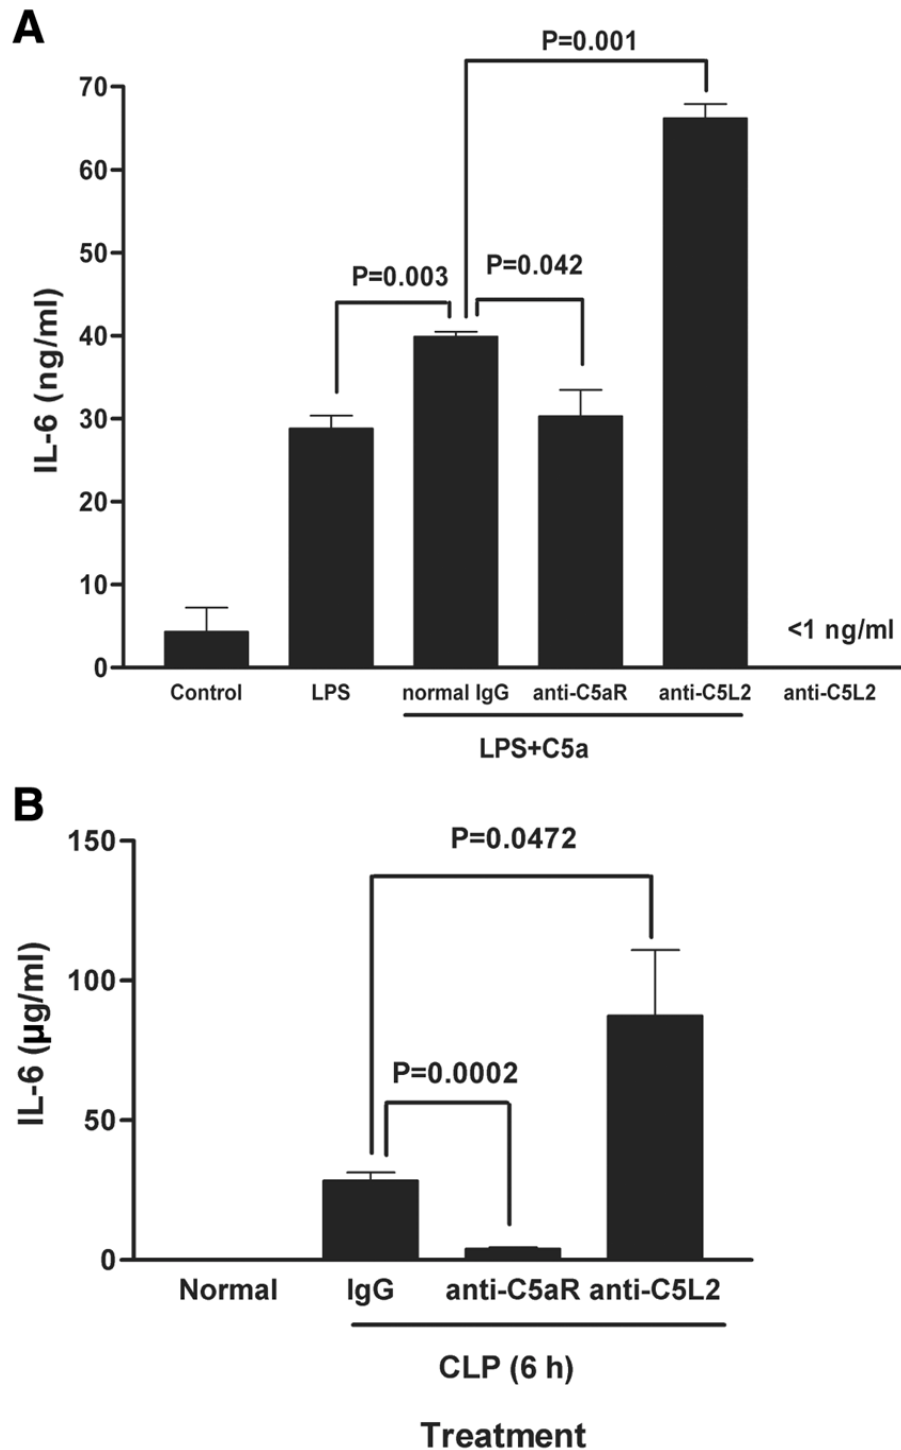 A
P=0.001
70
P=0.003
P=0.042
60
50
40
30
20
10
0
IL-6 (ng/ml)
<1 ng/ml
Control LPS normal IgG anti-C5aR anti-C5L2 anti-C5L2
LPS+C5a
B
150
P=0.0472
100
P=0.0002
50
0
IL-6 (µg/ml)
Normal IgG anti-C5aR anti-C5L2
CLP (6 h)
Treatment